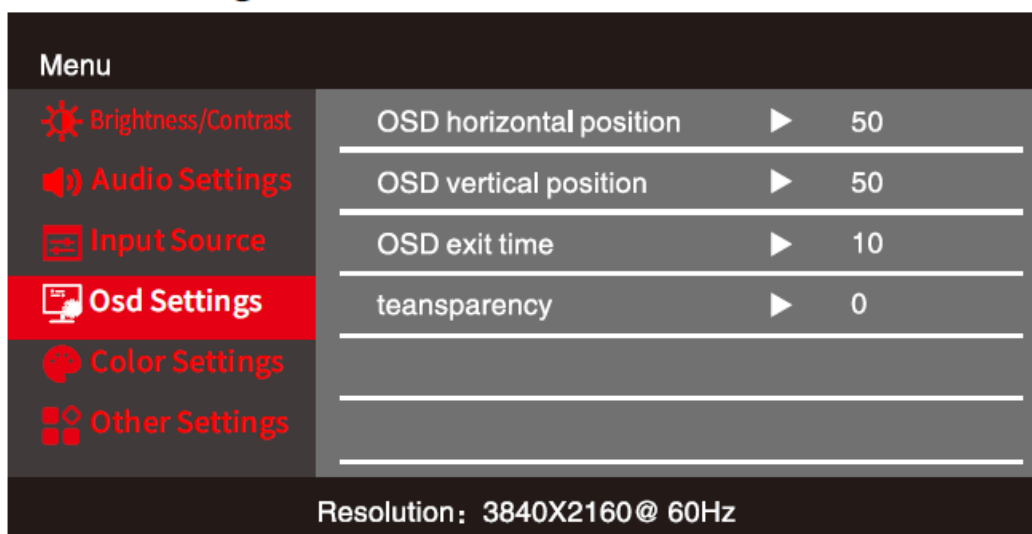 Menu
Brightness/Contrast
OSD horizontal position ▶ 50
Audio Settings
OSD vertical position ▶ 50
Input Source
OSD exit time ▶ 10
Osd Settings
teansparency ▶ 0
Color Settings
Other Settings
Resolution：3840X2160@ 60Hz